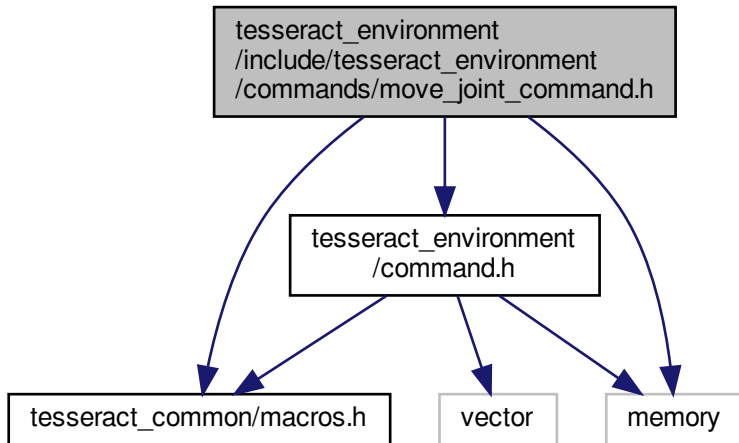 tesseract_environment
/include/tesseract_environment
/commands/move_joint_command.h
tesseract_environment
/command.h
tesseract_common/macros.h
vector
memory